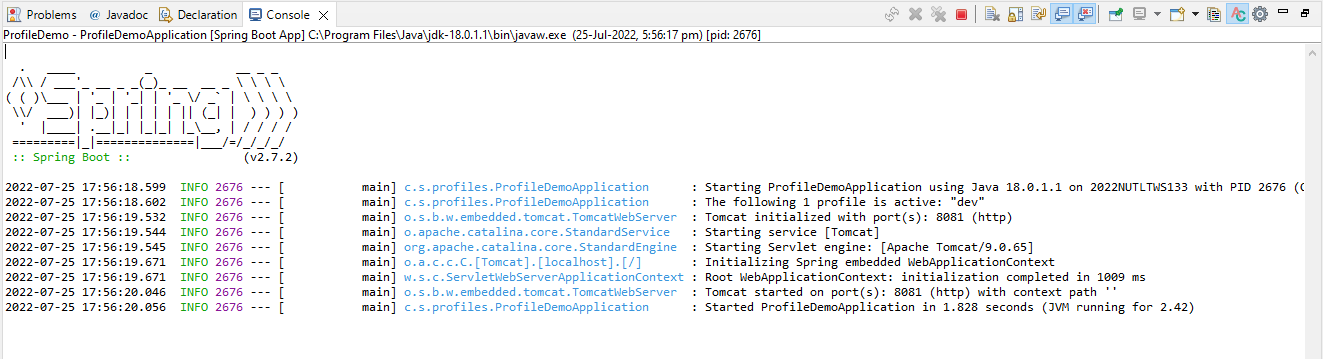 Problems @ Javadoc Declaration Console
ProfileDemo - ProfileDemoApplication [Spring Boot App] C:\Program Files\Java\jdk-18.0.1.1\bin\javaw.exe (25-Jul-2022, 5:56:17 pm) [pid: 2676]
  .   ____          _            __ _ _
 /\\ / ___'_ __ _ _(_)_ __  __ _ \ \ \ \
( ( )\___ | '_ | '_| | '_ \/ _` | \ \ \ \
 \\/  ___)| |_)| | | | | || (_| |  ) ) ) )
  '  |____| .__|_| |_|_| |_\__, | / / / /
 =========|_|==============|___/=/_/_/_/
 :: Spring Boot ::                (v2.7.2)
2022-07-25 17:56:18.599  INFO 2676 --- [           main] c.s.profiles.ProfileDemoApplication      : Starting ProfileDemoApplication using Java 18.0.1.1 on 2022NUTLTWS133 with PID 2676 (
2022-07-25 17:56:18.602  INFO 2676 --- [           main] c.s.profiles.ProfileDemoApplication      : The following 1 profile is active: "dev"
2022-07-25 17:56:19.532  INFO 2676 --- [           main] o.s.b.w.embedded.tomcat.TomcatWebServer  : Tomcat initialized with port(s): 8081 (http)
2022-07-25 17:56:19.544  INFO 2676 --- [           main] o.apache.catalina.core.StandardService   : Starting service [Tomcat]
2022-07-25 17:56:19.545  INFO 2676 --- [           main] org.apache.catalina.core.StandardEngine  : Starting Servlet engine: [Apache Tomcat/9.0.65]
2022-07-25 17:56:19.671  INFO 2676 --- [           main] o.a.c.c.C.[Tomcat].[localhost].[/]       : Initializing Spring embedded WebApplicationContext
2022-07-25 17:56:19.671  INFO 2676 --- [           main] w.s.c.ServletWebServerApplicationContext : Root WebApplicationContext: initialization completed in 1009 ms
2022-07-25 17:56:20.046  INFO 2676 --- [           main] o.s.b.w.embedded.tomcat.TomcatWebServer  : Tomcat started on port(s): 8081 (http) with context path ''
2022-07-25 17:56:20.056  INFO 2676 --- [           main] c.s.profiles.ProfileDemoApplication      : Started ProfileDemoApplication in 1.828 seconds (JVM running for 2.42)